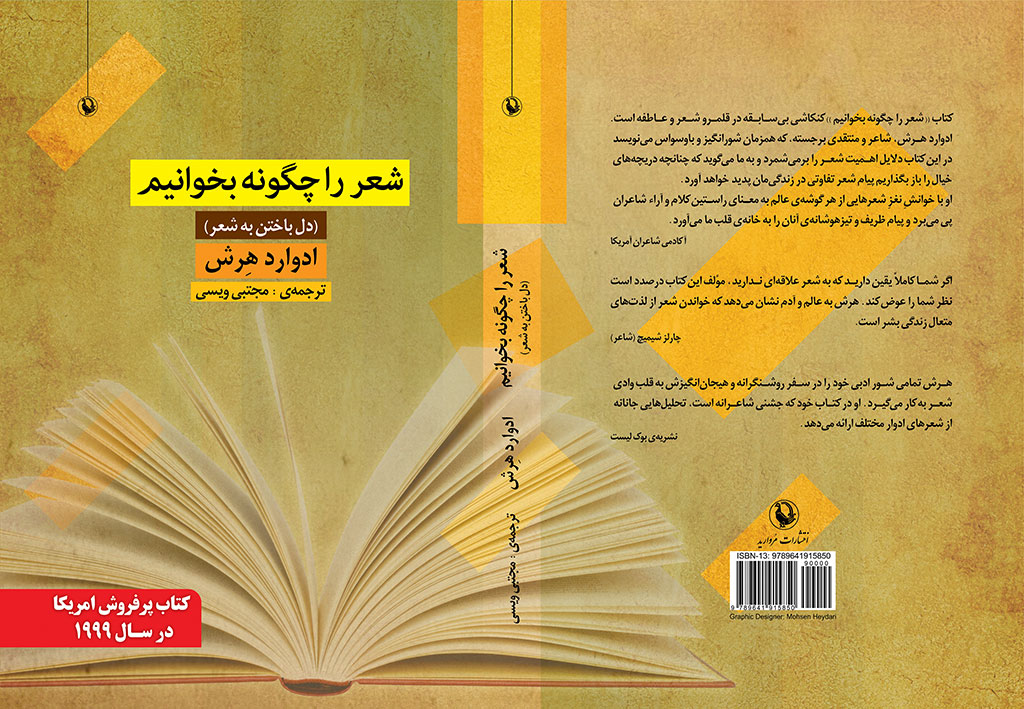 شعر را چگونه بخوانیم
(دل باختن به شعر)
ادوارد هِرش
ترجمه‌ی : مجتبی ویسی
کتاب پرفروش امریکا
در سال ۱۹۹۹
شعر را چگونه بخوانیم
(دل باختن به شعر)
ادوارد هِرش
ترجمه‌ی : مجتبی ویسی
کتاب ((شعر را چگونه بخوانیم)) کنکاشی بی‌سابقه در قلمرو شعر و عاطفه است.
ادوارد هرش، شاعر و منتقدی برجسته، که همزمان شورانگیز و باوسواس می‌نویسد
در این کتاب دلایل اهمیت شعر را برمی‌شمرد و به ما می‌گوید که چنانچه دریچه‌های
خیال را باز بگذاریم پیام شعر تفاوتی در زندگی‌مان پدید خواهد آورد.
او با خوانش نغزِ شعرهایی از هر گوشه‌ی عالم به معنای راستین کلام و آراء شاعران
پی می‌برد و پیام ظریف و تیزهوشانه‌ی آنان را به خانه‌ی قلب ما می‌آورد.
آکادمی شاعران آمریکا
اگر شما کاملاً یقین دارید که به شعر علاقه‌ای ندارید، مؤلف این کتاب درصدد است
نظر شما را عوض کند. هرش به عالم و آدم نشان می‌دهد که خواندن شعر از لذت‌های
متعال زندگی بشر است.
چارلز شیمیچ (شاعر)
هرش تمامی شور ادبی خود را در سفر روشنگرانه و هیجان‌انگیزش به قلب وادی
شعر به کار می‌گیرد. او در کتاب خود که جشنی شاعرانه است، تحلیل‌هایی جانانه
از شعرهای ادوار مختلف ارائه می‌دهد.
نشریه‌ی بوک لیست
انتشارات مروارید
ISBN-13: 9789641915850
90000
9 789641 915850
Graphic Designer: Mohsen Heydari